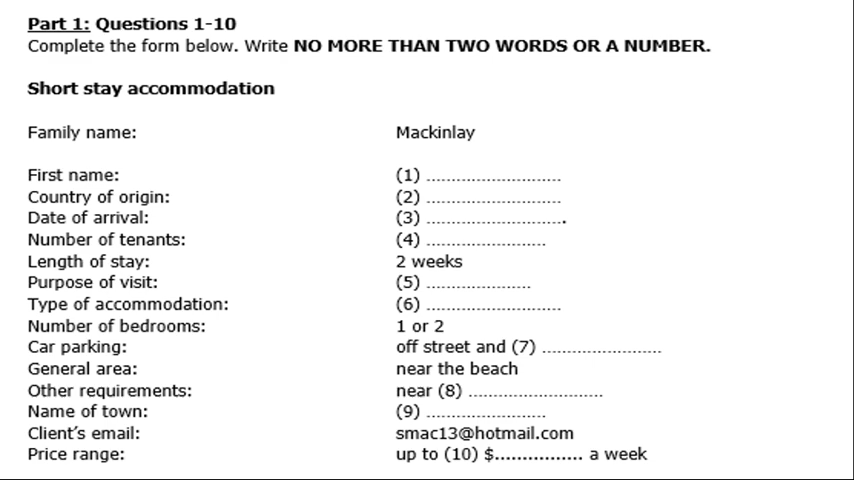 Part 1: Questions 1-10
Complete the form below. Write NO MORE THAN TWO WORDS OR A NUMBER.
Short stay accommodation
Family name: Mackinlay
First name: (1) ...........................
Country of origin: (2) ...........................
Date of arrival: (3) ............................
Number of tenants: (4) ........................
Length of stay: 2 weeks
Purpose of visit: (5) .....................
Type of accommodation: (6) ...........................
Number of bedrooms: 1 or 2
Car parking: off street and (7) ........................
General area: near the beach
Other requirements: near (8) ...........................
Name of town: (9) ........................
Client's email: smac13@hotmail.com
Price range: up to (10) $................ a week